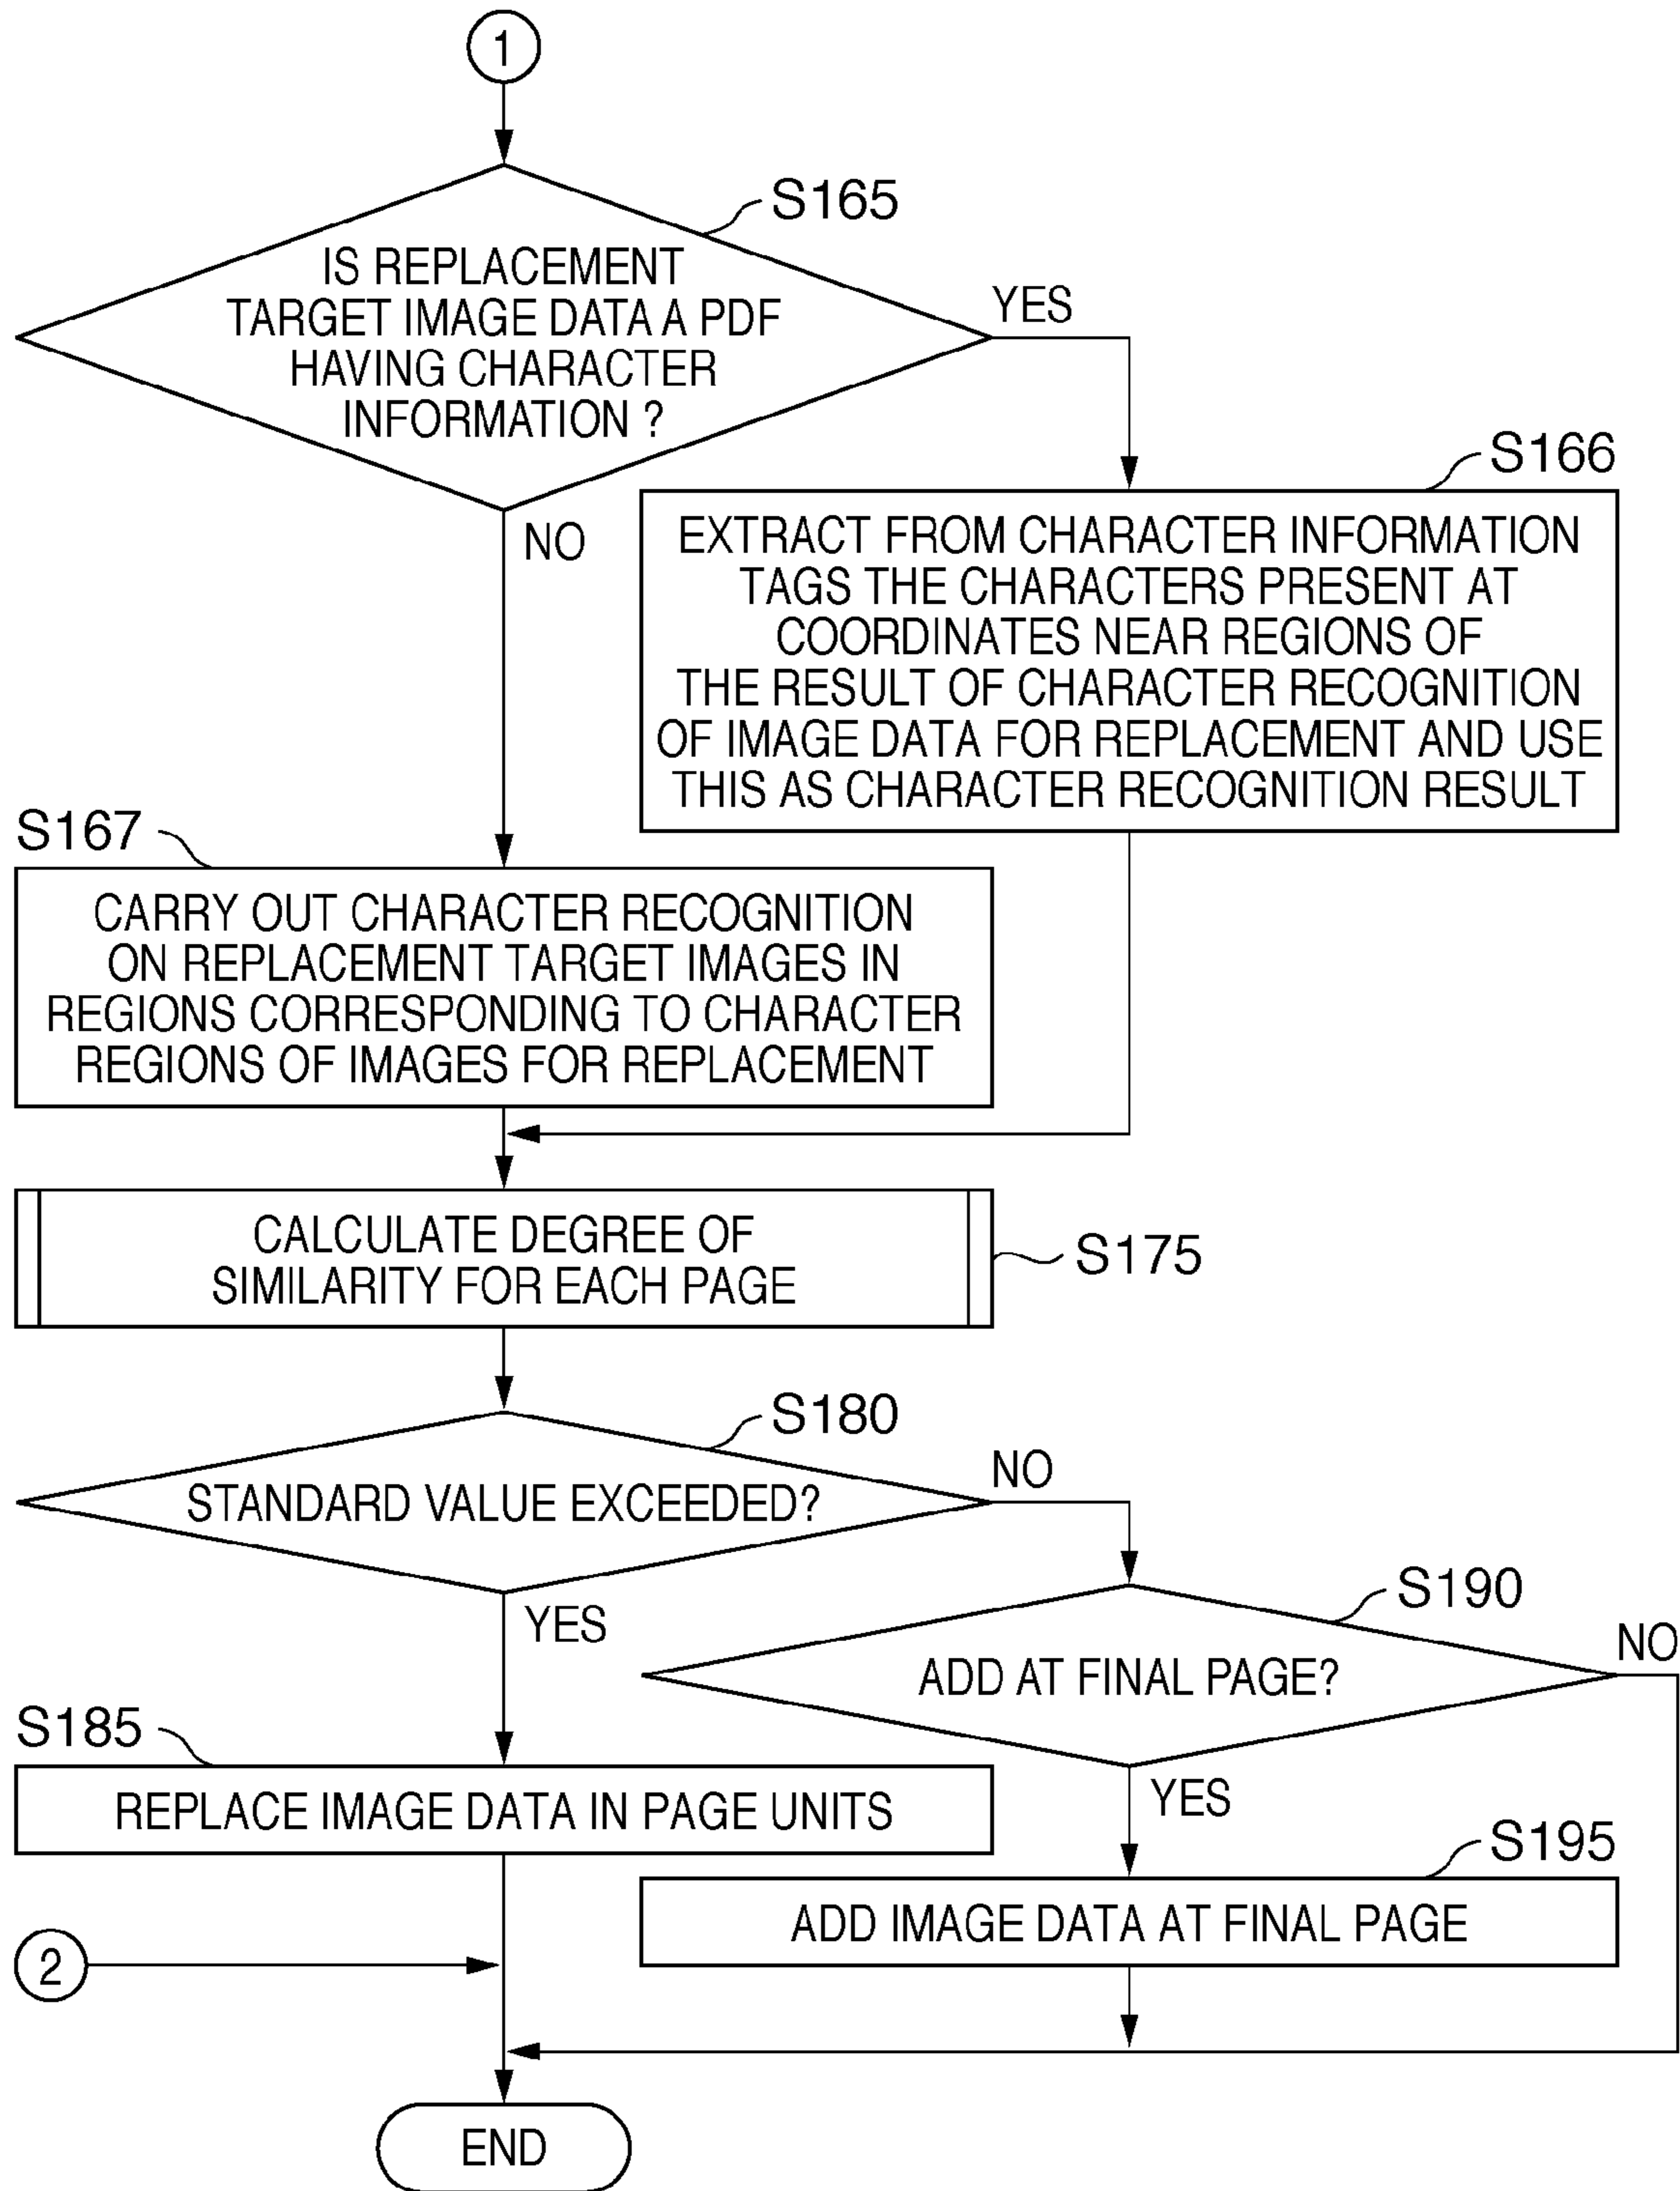 1
S165
IS REPLACEMENT
TARGET IMAGE DATA A PDF
HAVING CHARACTER
INFORMATION ?
YES
NO
S166
EXTRACT FROM CHARACTER INFORMATION
TAGS THE CHARACTERS PRESENT AT
COORDINATES NEAR REGIONS OF
THE RESULT OF CHARACTER RECOGNITION
OF IMAGE DATA FOR REPLACEMENT AND USE
THIS AS CHARACTER RECOGNITION RESULT
S167
CARRY OUT CHARACTER RECOGNITION
ON REPLACEMENT TARGET IMAGES IN
REGIONS CORRESPONDING TO CHARACTER
REGIONS OF IMAGES FOR REPLACEMENT
CALCULATE DEGREE OF
SIMILARITY FOR EACH PAGE
S175
S180
STANDARD VALUE EXCEEDED?
NO
YES
S190
ADD AT FINAL PAGE?
NO
YES
S185
REPLACE IMAGE DATA IN PAGE UNITS
S195
ADD IMAGE DATA AT FINAL PAGE
2
END